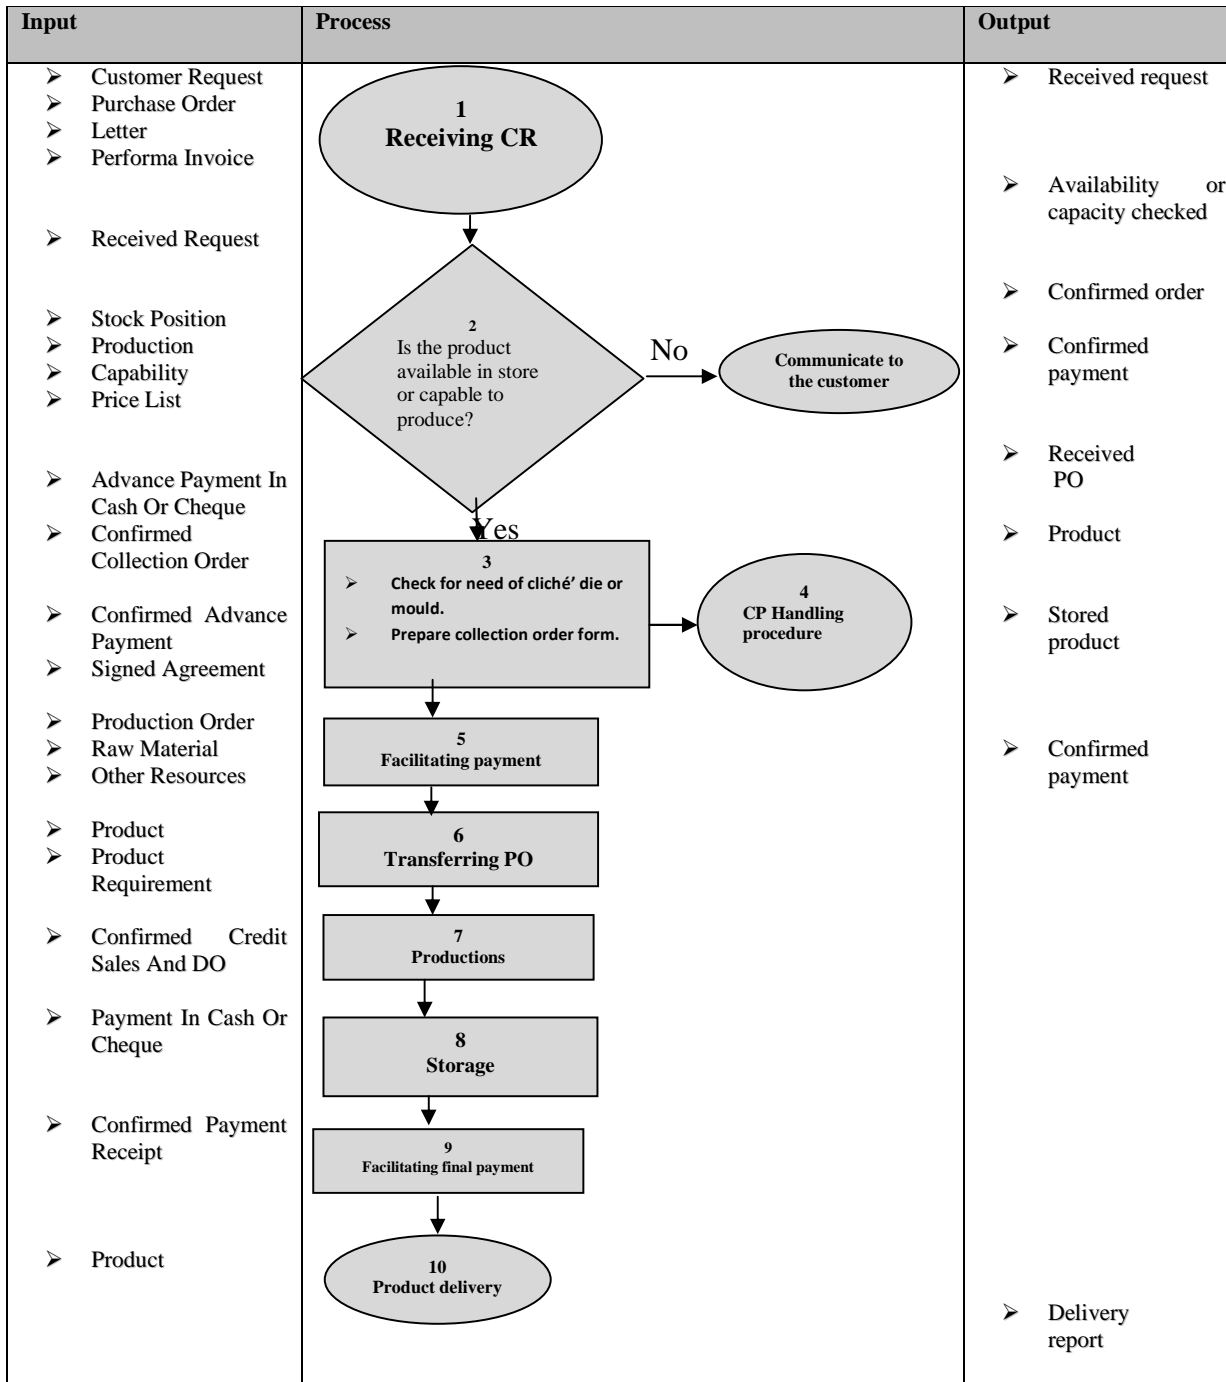 Input
Process
Output
Customer Request
Purchase Order
Letter
Performa Invoice
Received Request
Stock Position
Production
Capability
Price List
Advance Payment In
Cash Or Cheque
Confirmed
Collection Order
Confirmed Advance
Payment
Signed Agreement
Production Order
Raw Material
Other Resources
Product
Product
Requirement
Confirmed Credit
Sales And DO
Payment In Cash Or
Cheque
Confirmed Payment
Receipt
Product
1
Receiving CR
2
Is the product
available in store
or capable to
produce?
No
Communicate to
the customer
Yes
3
Check for need of cliché’ die or
mould.
Prepare collection order form.
4
CP Handling
procedure
5
Facilitating payment
6
Transferring PO
7
Productions
8
Storage
9
Facilitating final payment
10
Product delivery
Received request
Availability or
capacity checked
Confirmed order
Confirmed
payment
Received
PO
Product
Stored
product
Confirmed
payment
Delivery
report